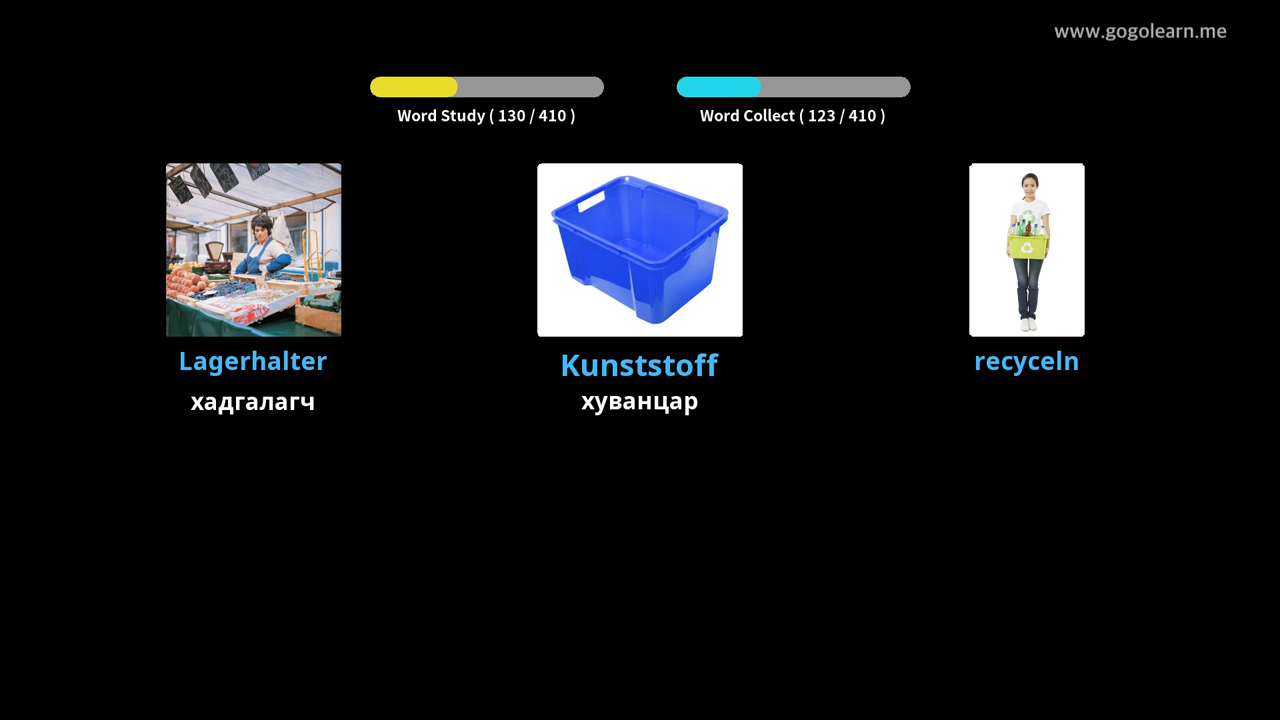 www.gogolearn.me
Word Study ( 130 / 410 )
Word Collect ( 123 / 410 )
Lagerhalter
хадгалагч
Kunststoff
хуванцар
recyceln